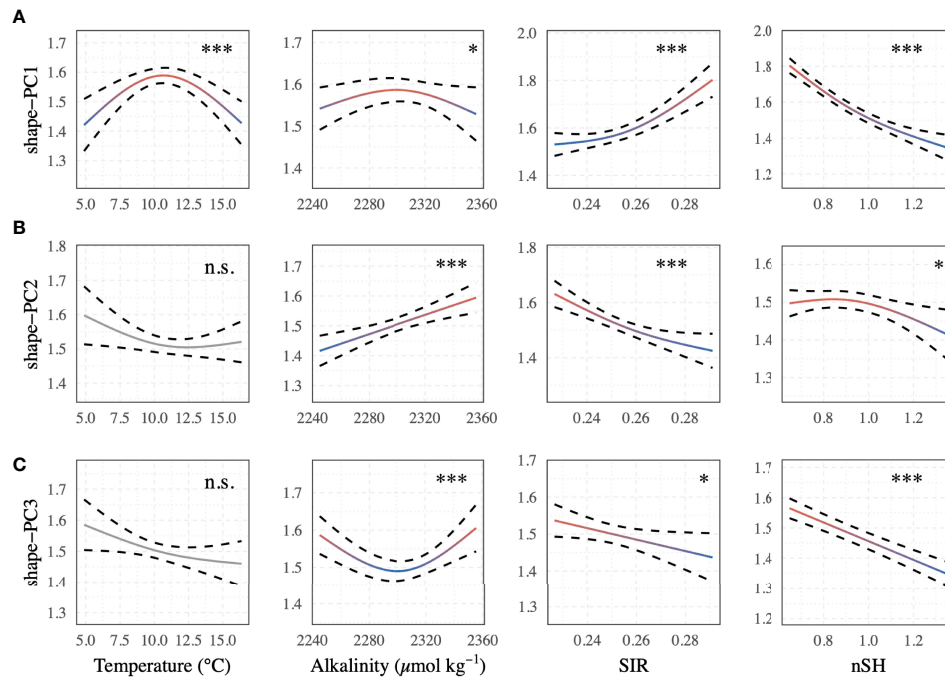 A
shape−PC1
1.7
1.6
1.5
1.4
1.3
***
5.0 7.5 10.0 12.5 15.0
1.7
1.6
1.5
1.4
*
2240 2280 2320 2360
2.0
1.8
1.6
1.4
***
0.24 0.26 0.28
2.0
1.8
1.6
1.4
1.2
***
0.8 1.0 1.2
B
shape−PC2
1.8
1.7
1.6
1.5
1.4
n.s.
5.0 7.5 10.0 12.5 15.0
1.7
1.6
1.5
1.4
1.3
***
2240 2280 2320 2360
1.8
1.6
1.4
***
0.24 0.26 0.28
1.6
1.5
1.4
1.3
*
0.8 1.0 1.2
C
shape−PC3
1.7
1.6
1.5
1.4
1.3
n.s.
5.0 7.5 10.0 12.5 15.0
1.7
1.6
1.5
1.4
***
2240 2280 2320 2360
1.7
1.6
1.5
1.4
1.3
*
0.24 0.26 0.28
1.7
1.6
1.5
1.4
1.3
1.2
***
0.8 1.0 1.2
Temperature (°C)
Alkalinity (μmol kg⁻¹)
SIR
nSH